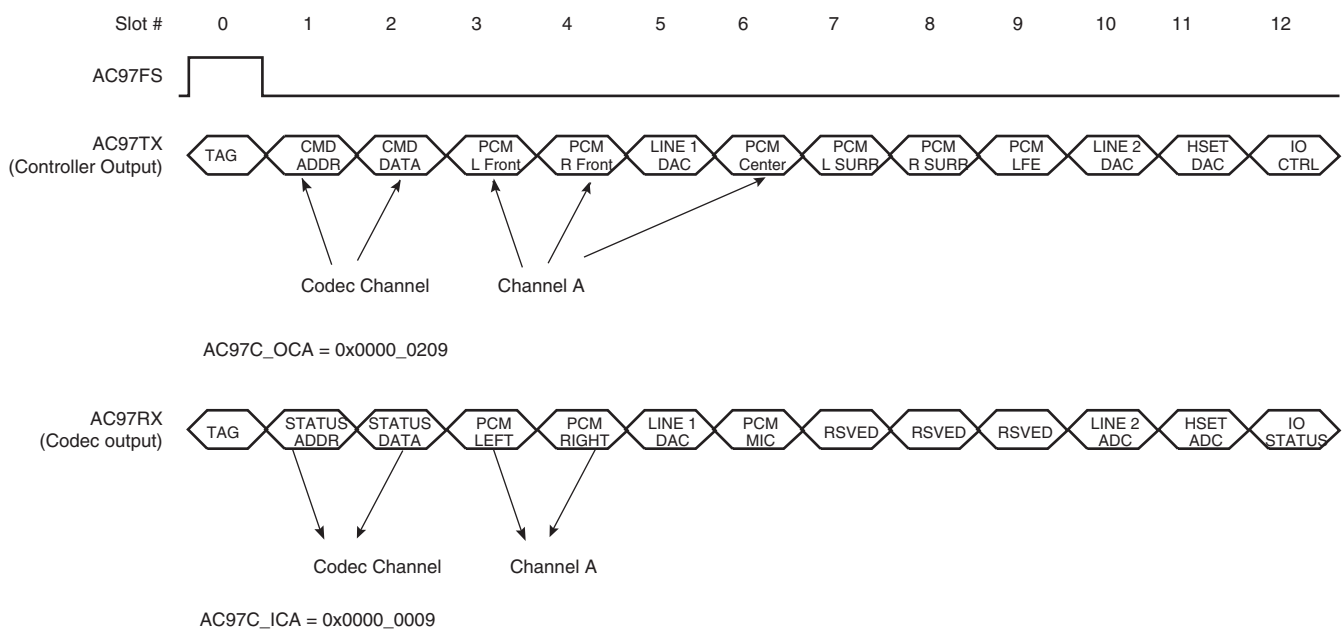 Slot # 0 1 2 3 4 5 6 7 8 9 10 11 12
AC97FS
AC97TX
(Controller Output)
TAG
CMD
ADDR
CMD
DATA
PCM
L Front
PCM
R Front
LINE 1
DAC
PCM
Center
PCM
L SURR
PCM
R SURR
PCM
LFE
LINE 2
DAC
HSET
DAC
IO
CTRL
Codec Channel
Channel A
AC97C_OCA = 0x0000_0209
AC97RX
(Codec output)
TAG
STATUS
ADDR
STATUS
DATA
PCM
LEFT
PCM
RIGHT
LINE 1
DAC
PCM
MIC
RSVED
RSVED
RSVED
LINE 2
ADC
HSET
ADC
IO
STATUS
Codec Channel
Channel A
AC97C_ICA = 0x0000_0009